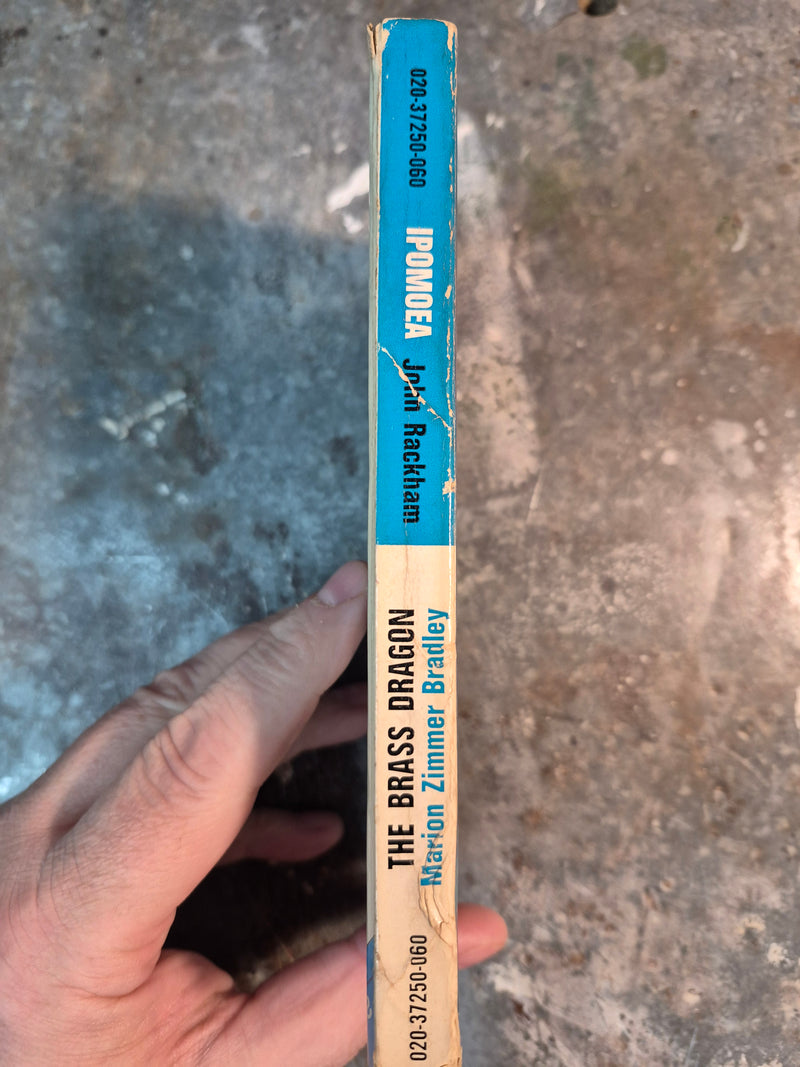 020-37250-060
IPOMOEA
John Rackham
THE BRASS DRAGON
Marion Zimmer Bradley
020-37250-060